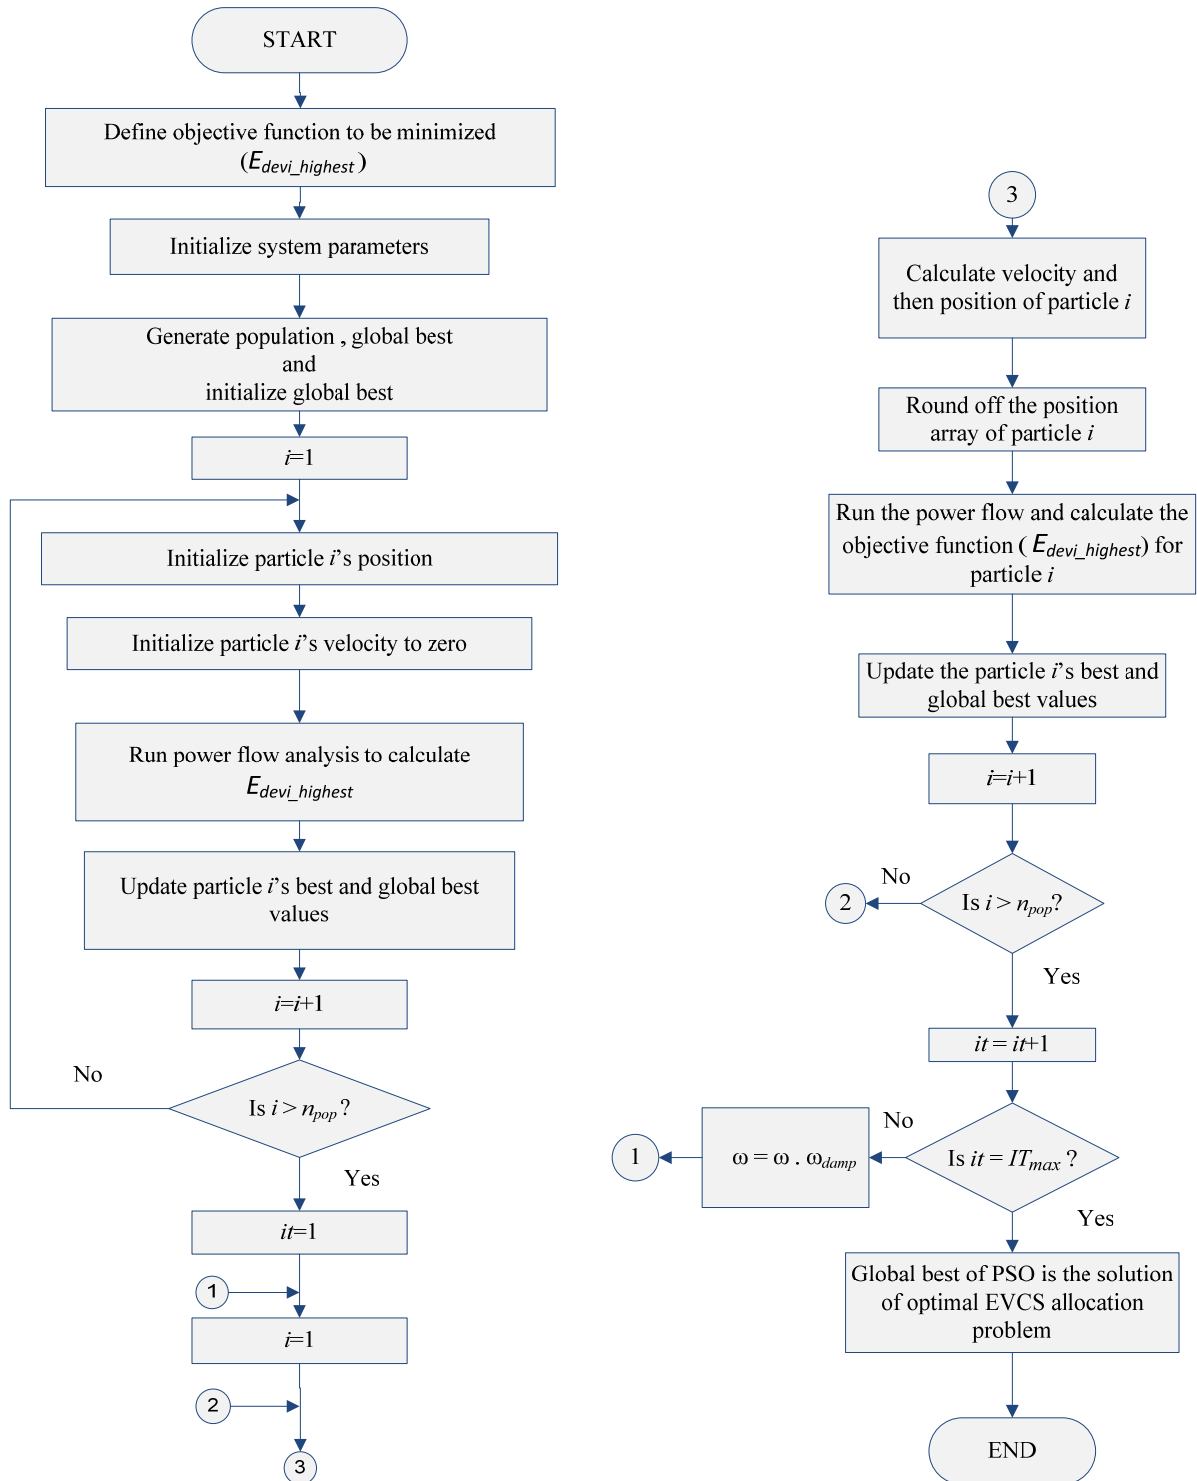 START
Define objective function to be minimized
(E_devi_highest)
Initialize system parameters
Generate population , global best
and
initialize global best
i=1
Initialize particle i's position
Initialize particle i's velocity to zero
Run power flow analysis to calculate
E_devi_highest
Update particle i's best and global best
values
i=i+1
No
Is i > n_pop ?
Yes
it=1
1
i=1
2
3
3
Calculate velocity and
then position of particle i
Round off the position
array of particle i
Run the power flow and calculate the
objective function ( E_devi_highest) for
particle i
Update the particle i's best and
global best values
i=i+1
No
2
Is i > n_pop?
Yes
it = it+1
No
1
ω = ω . ω_damp
Is it = IT_max ?
Yes
Global best of PSO is the solution
of optimal EVCS allocation
problem
END